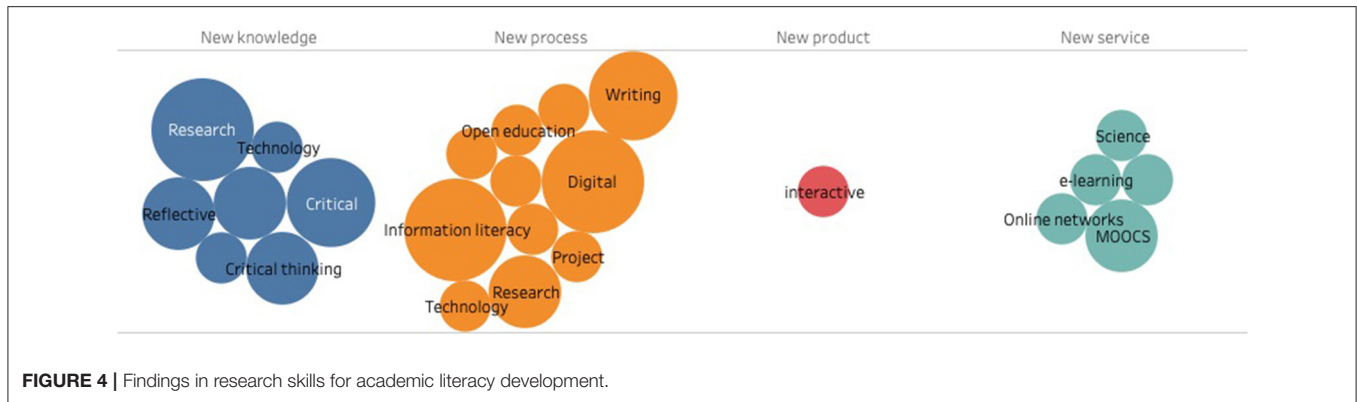 New knowledge
New process
New product
New service
Research
Technology
Reflective
Critical
Critical thinking
Writing
Open education
Digital
Information literacy
Project
Research
Technology
interactive
Science
e-learning
Online networks
MOOCS
FIGURE 4 | Findings in research skills for academic literacy development.